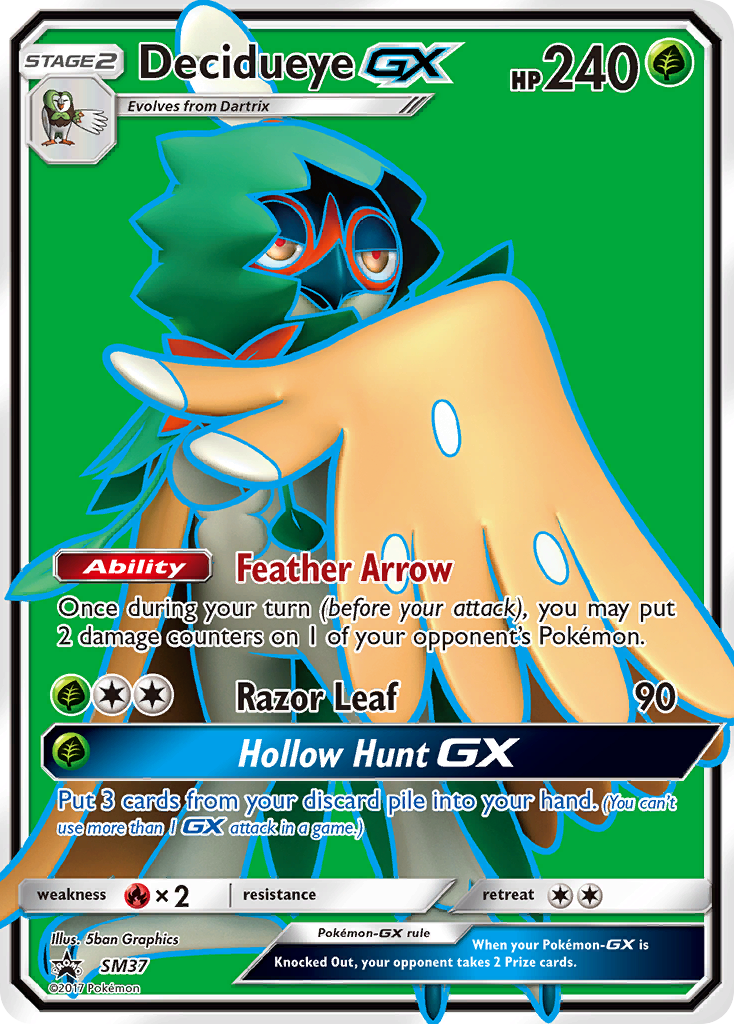 STAGE 2 Decidueye GX HP 240
Evolves from Dartrix
Ability Feather Arrow
Once during your turn (before your attack), you may put
2 damage counters on 1 of your opponent's Pokémon.
Razor Leaf 90
Hollow Hunt GX
Put 3 cards from your discard pile into your hand. (You can't
use more than 1 GX attack in a game.)
weakness ×2 resistance retreat
Illus. 5ban Graphics
SM37
©2017 Pokémon
Pokémon-GX rule
When your Pokémon-GX is
Knocked Out, your opponent takes 2 Prize cards.